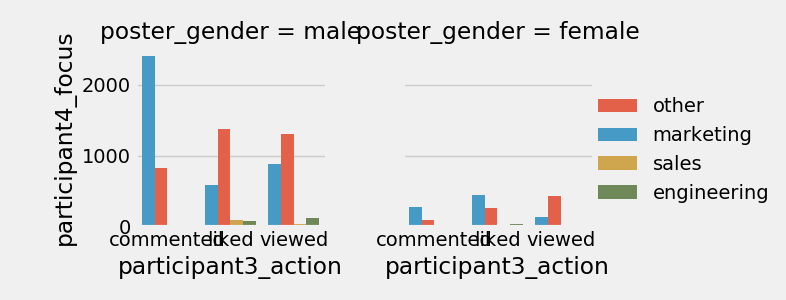 poster_gender = male
poster_gender = female
participant4_focus
2000
1000
0
commented
liked
viewed
participant3_action
commented
liked
viewed
participant3_action
other
marketing
sales
engineering